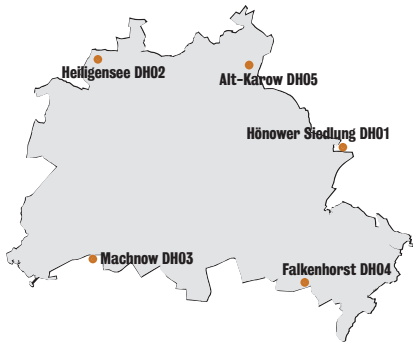 Heiligensee DH02
Alt-Karow DH05
Hönower Siedlung DH01
Machnow DH03
Falkenhorst DH04